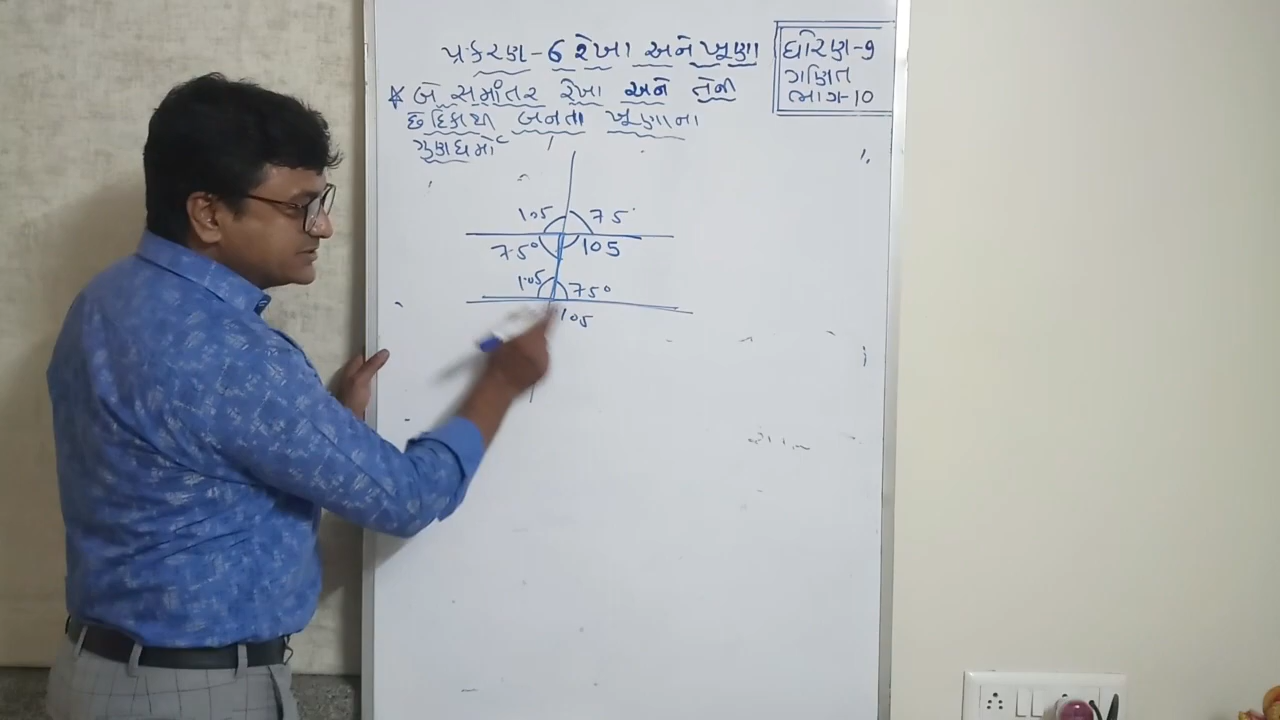 પ્રકરણ-6 રેખા અને ખૂણા
ધોરણ-9
ગણિત
ભાગ-10
* બે સમાંતર રેખા અને તેની
છેદિકાથી બનતા ખૂણાના
ગુણધર્મો
105 75°
75° 105
105 75°
105